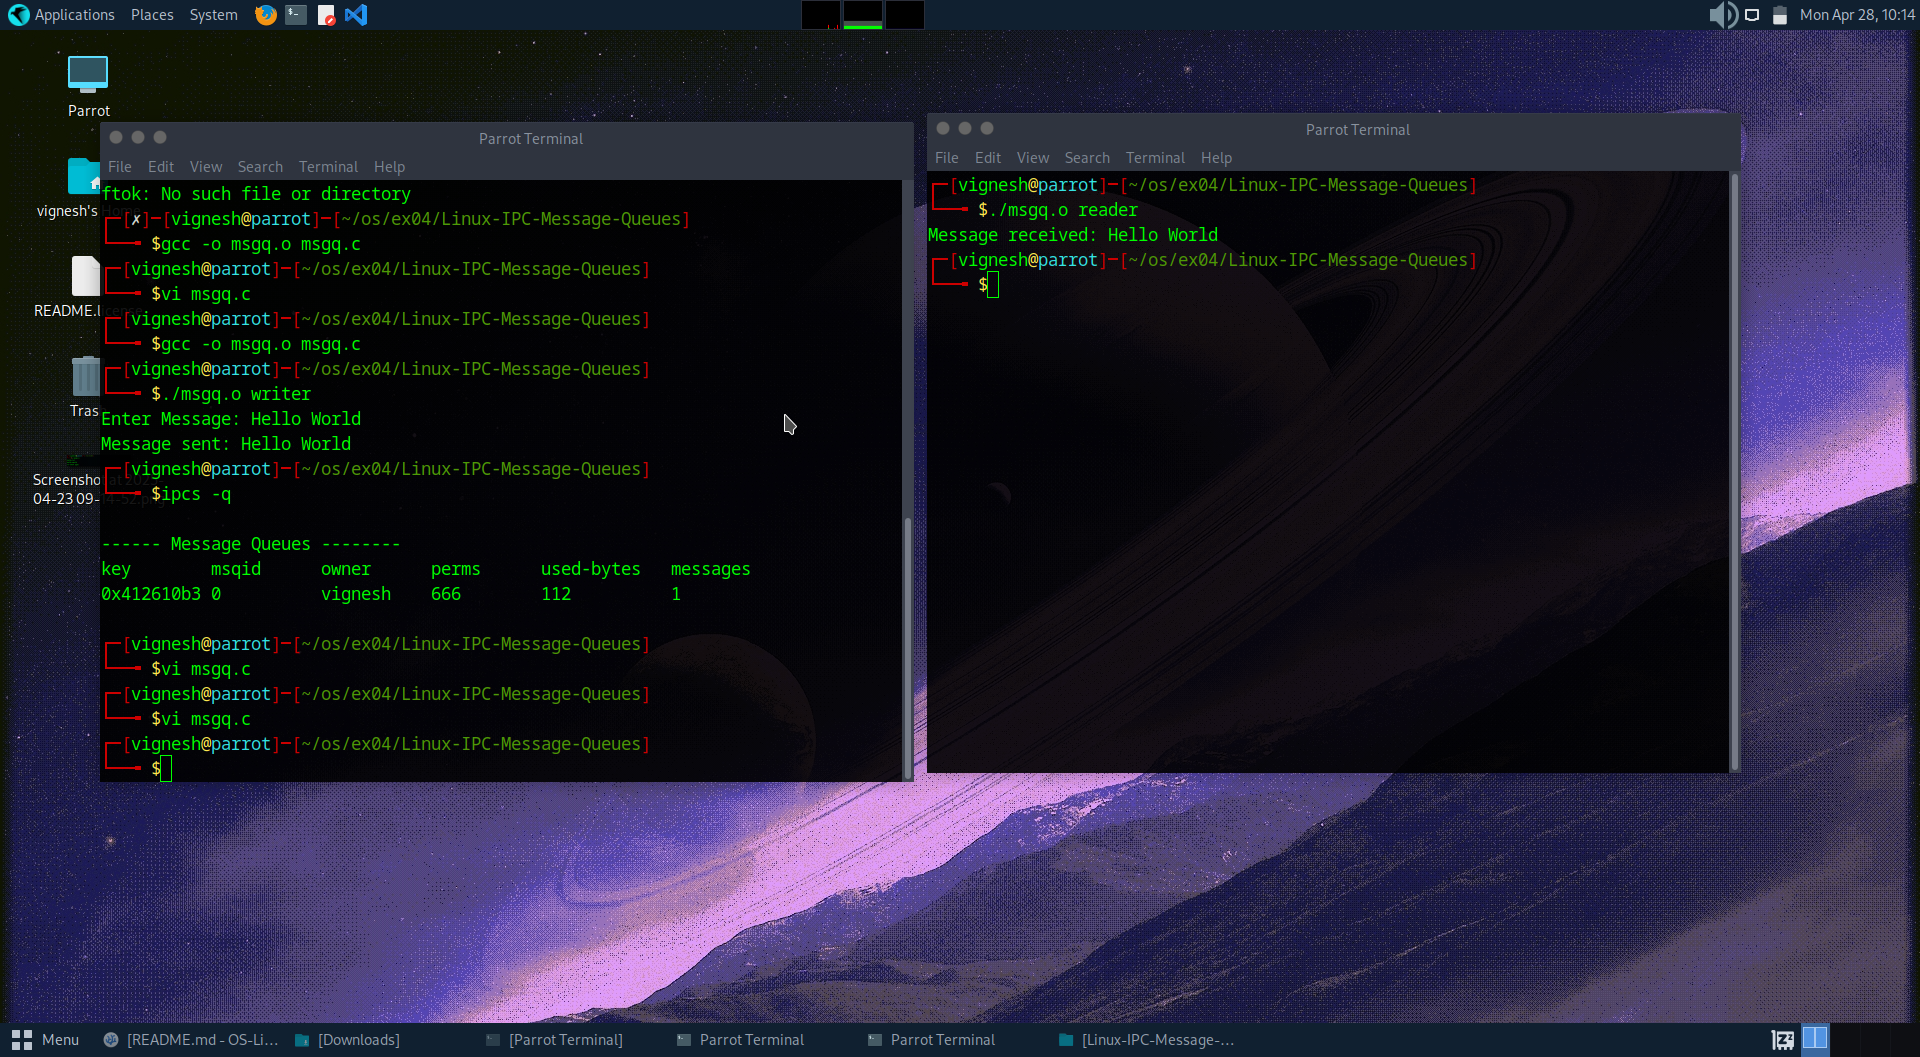 Applications Places System
Mon Apr 28, 10:14
Parrot
vignesh's
README.
Tras
Screensho
04-23 09-
Parrot Terminal
File Edit View Search Terminal Help
ftok: No such file or directory
[✗]─[vignesh@parrot]─[~/os/ex04/Linux-IPC-Message-Queues]
$gcc -o msgq.o msgq.c
[vignesh@parrot]─[~/os/ex04/Linux-IPC-Message-Queues]
$vi msgq.c
[vignesh@parrot]─[~/os/ex04/Linux-IPC-Message-Queues]
$gcc -o msgq.o msgq.c
[vignesh@parrot]─[~/os/ex04/Linux-IPC-Message-Queues]
$./msgq.o writer
Enter Message: Hello World
Message sent: Hello World
[vignesh@parrot]─[~/os/ex04/Linux-IPC-Message-Queues]
$ipcs -q
------ Message Queues --------
key msqid owner perms used-bytes messages
0x412610b3 0 vignesh 666 112 1
[vignesh@parrot]─[~/os/ex04/Linux-IPC-Message-Queues]
$vi msgq.c
[vignesh@parrot]─[~/os/ex04/Linux-IPC-Message-Queues]
$vi msgq.c
[vignesh@parrot]─[~/os/ex04/Linux-IPC-Message-Queues]
$
Parrot Terminal
File Edit View Search Terminal Help
[vignesh@parrot]─[~/os/ex04/Linux-IPC-Message-Queues]
$./msgq.o reader
Message received: Hello World
[vignesh@parrot]─[~/os/ex04/Linux-IPC-Message-Queues]
$
Menu [README.md - OS-Li... [Downloads] [Parrot Terminal] Parrot Terminal Parrot Terminal [Linux-IPC-Message-...